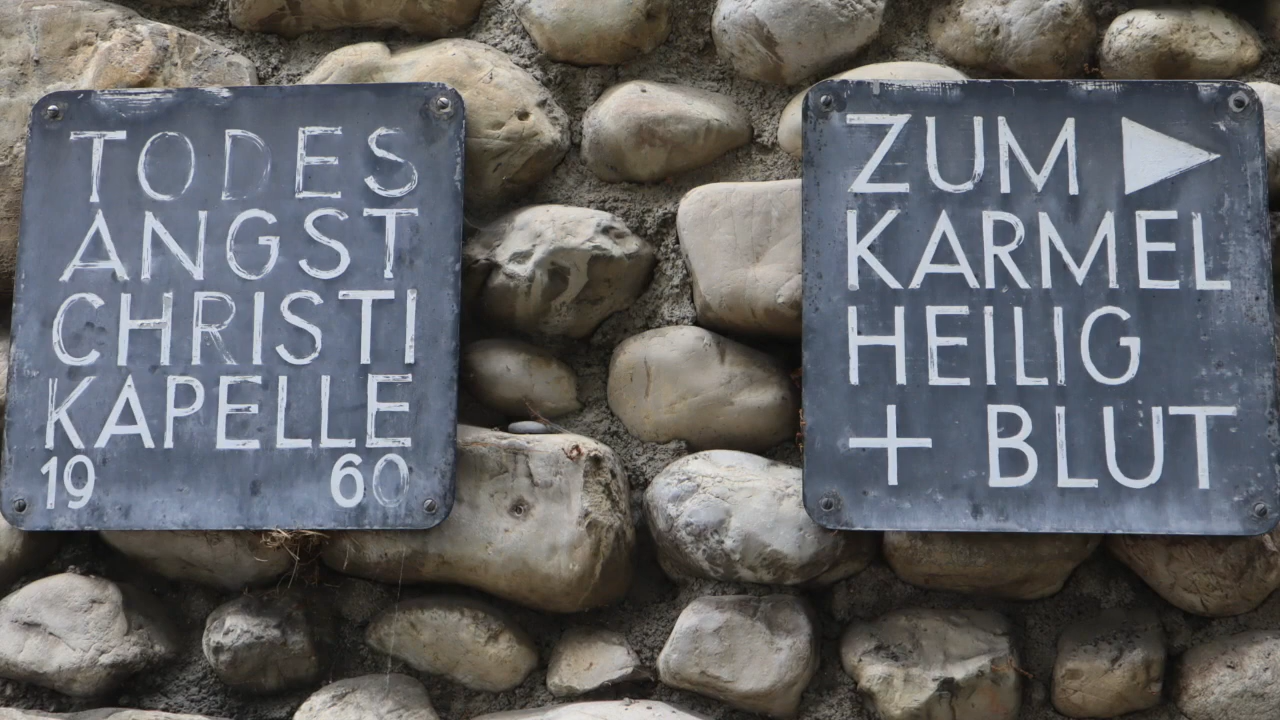 TODES
ANGST
CHRISTI
KAPELLE
19 60
ZUM
KARMEL
HEILIG
+ BLUT